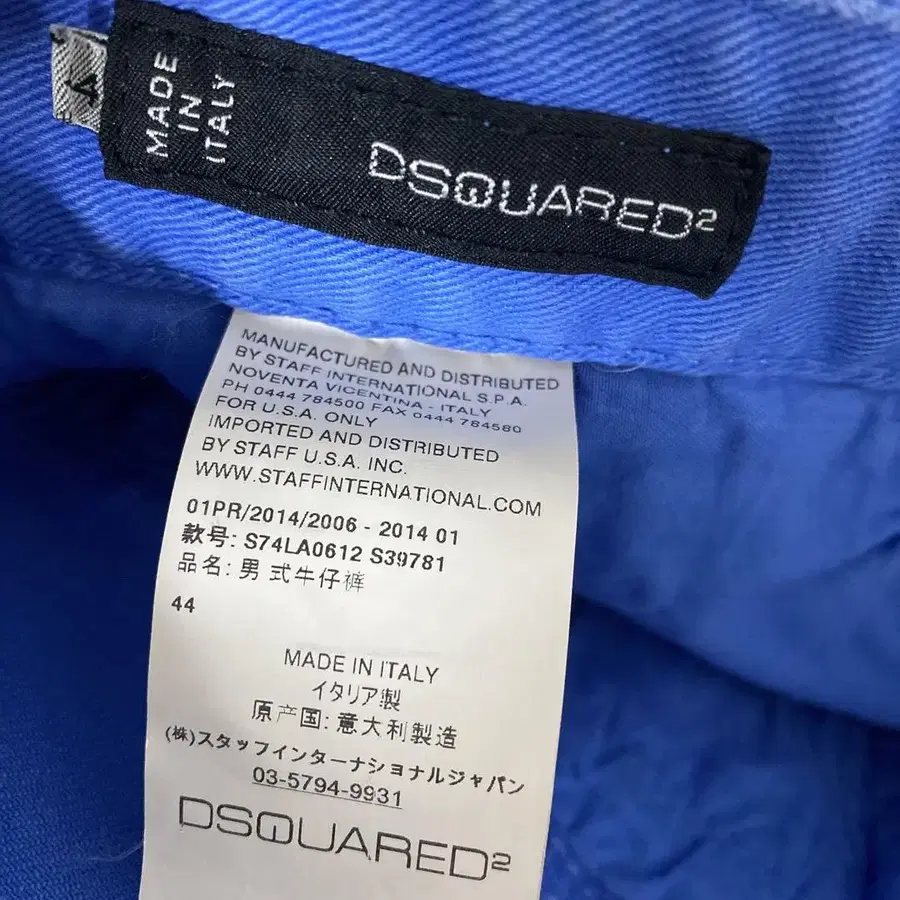 44
MADE
IN
ITALY
DSQUARED2
MANUFACTURED AND DISTRIBUTED
BY STAFF INTERNATIONAL S.P.A.
NOVENTA VICENTINA - ITALY
PH 0444 784500 FAX 0444 784580
FOR U.S.A. ONLY
IMPORTED AND DISTRIBUTED
BY STAFF U.S.A. INC.
WWW.STAFFINTERNATIONAL.COM
01PR/2014/2006 - 2014 01
款号: S74LA0612 S39781
品名: 男 式牛仔裤
44
MADE IN ITALY
イタリア製
原产国: 意大利製造
(株)スタッフインターナショナルジャパン
03-5794-9931
DSQUARED2